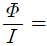 Φ/I =